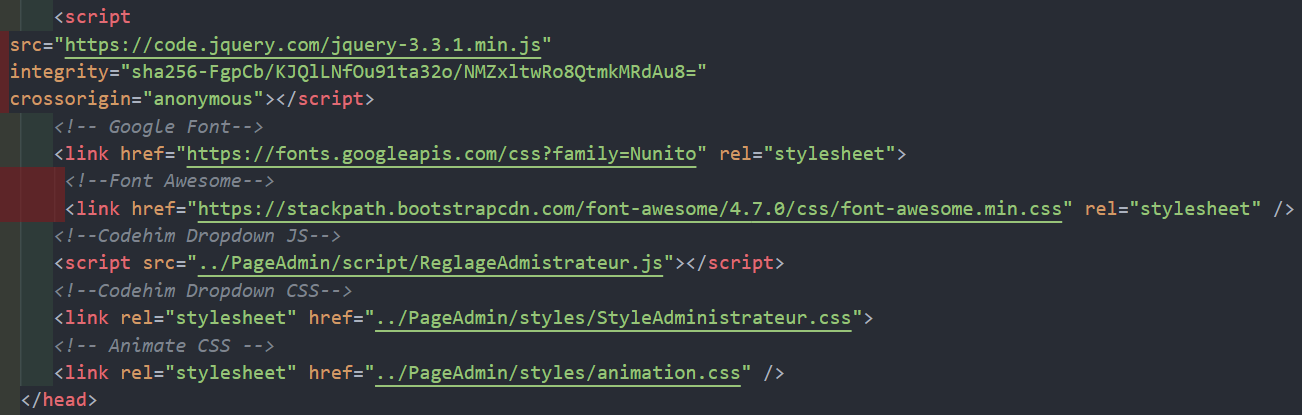 <script
src="https://code.jquery.com/jquery-3.3.1.min.js"
integrity="sha256-FgpCb/KJQlLNfOu91ta32o/NMZxltwRo8QtmkMRdAu8="
crossorigin="anonymous"></script>
<!-- Google Font-->
<link href="https://fonts.googleapis.com/css?family=Nunito" rel="stylesheet">
<!--Font Awesome-->
<link href="https://stackpath.bootstrapcdn.com/font-awesome/4.7.0/css/font-awesome.min.css" rel="stylesheet" />
<!--Codehim Dropdown JS-->
<script src="../PageAdmin/script/ReglageAdmistrateur.js"></script>
<!--Codehim Dropdown CSS-->
<link rel="stylesheet" href="../PageAdmin/styles/StyleAdministrateur.css">
<!-- Animate CSS -->
<link rel="stylesheet" href="../PageAdmin/styles/animation.css" />
</head>